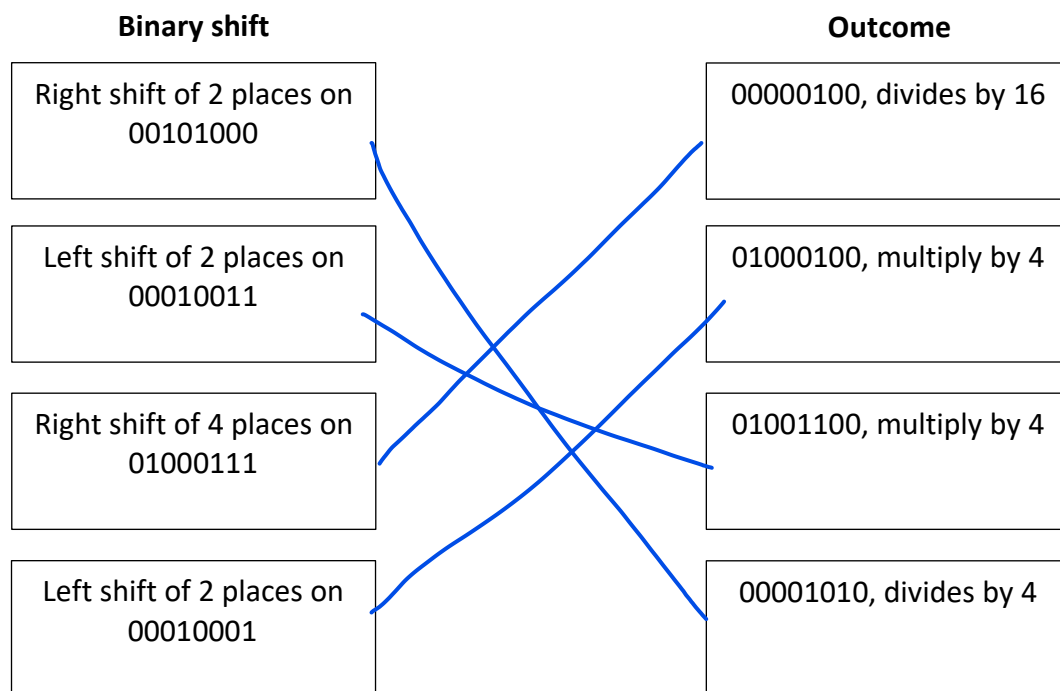 Binary shift
Outcome
Right shift of 2 places on
00101000
00000100, divides by 16
Left shift of 2 places on
00010011
01000100, multiply by 4
Right shift of 4 places on
01000111
01001100, multiply by 4
Left shift of 2 places on
00010001
00001010, divides by 4